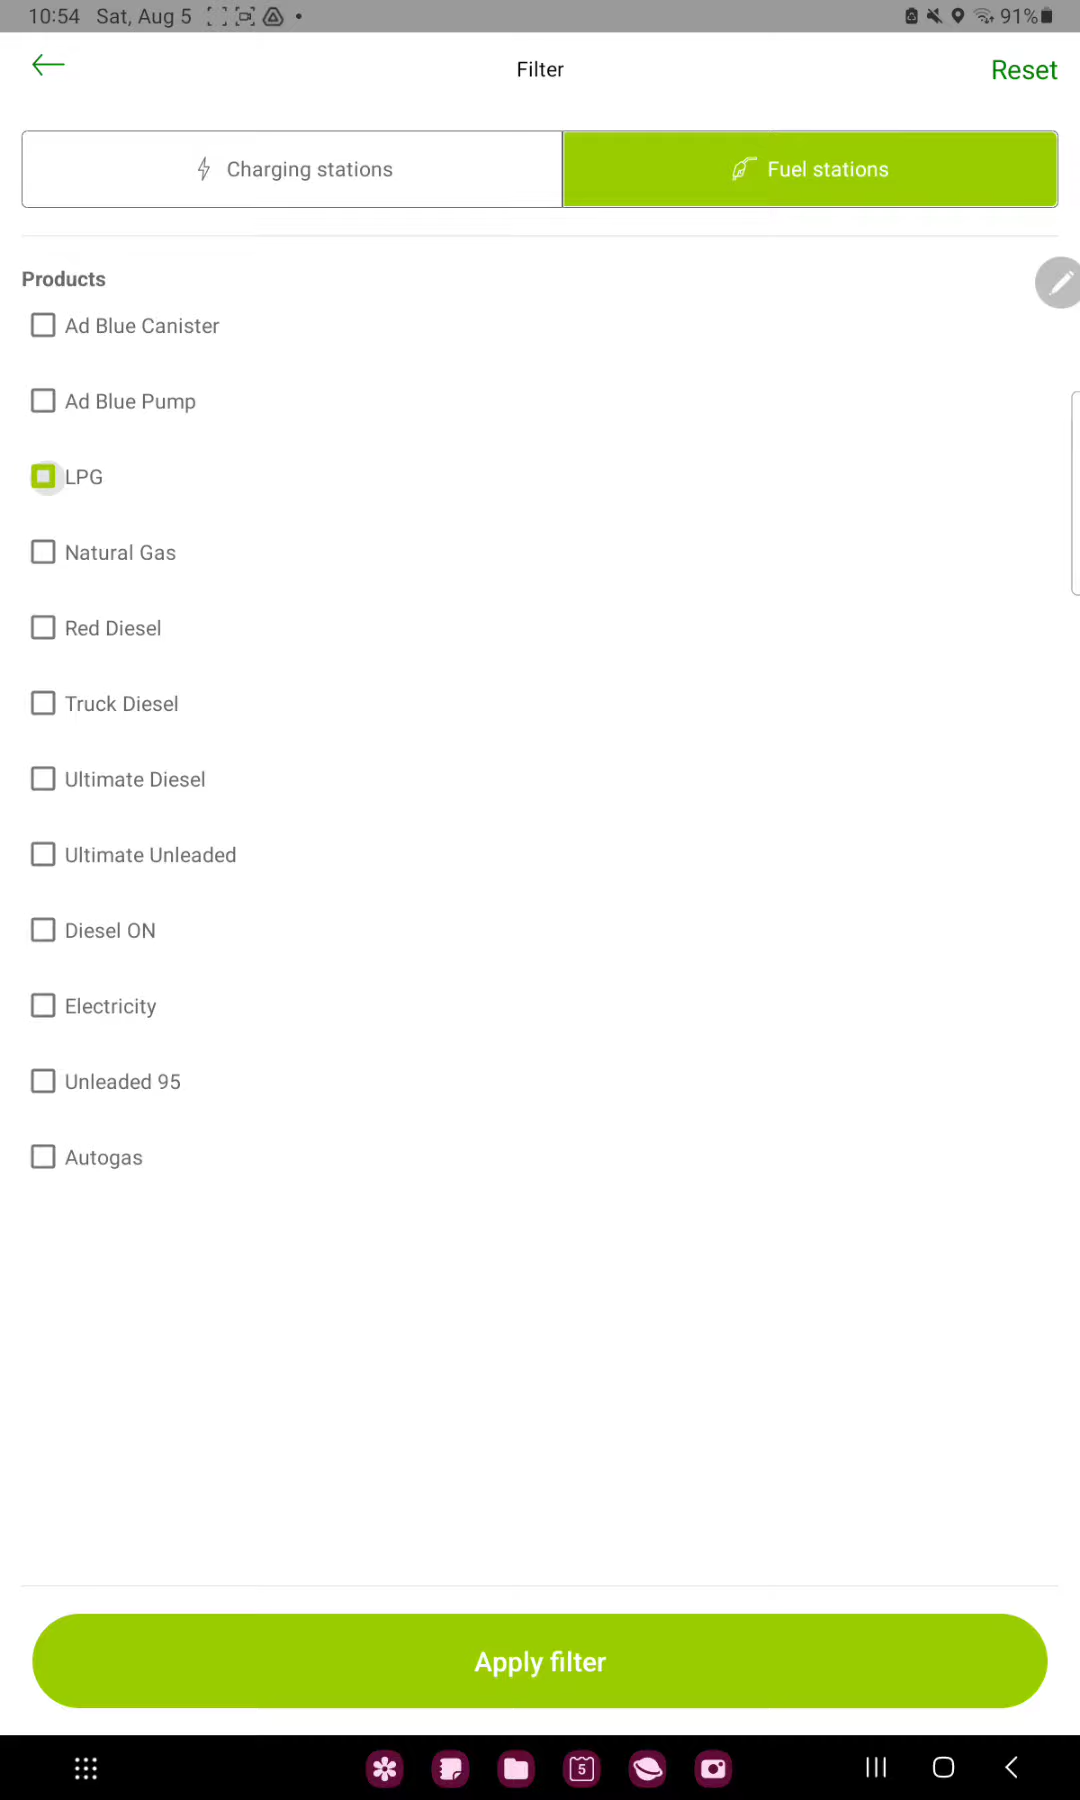 10:54 Sat, Aug 5 91%
Filter
Reset
Charging stations
Fuel stations
Products
Ad Blue Canister
Ad Blue Pump
LPG
Natural Gas
Red Diesel
Truck Diesel
Ultimate Diesel
Ultimate Unleaded
Diesel ON
Electricity
Unleaded 95
Autogas
Apply filter
5